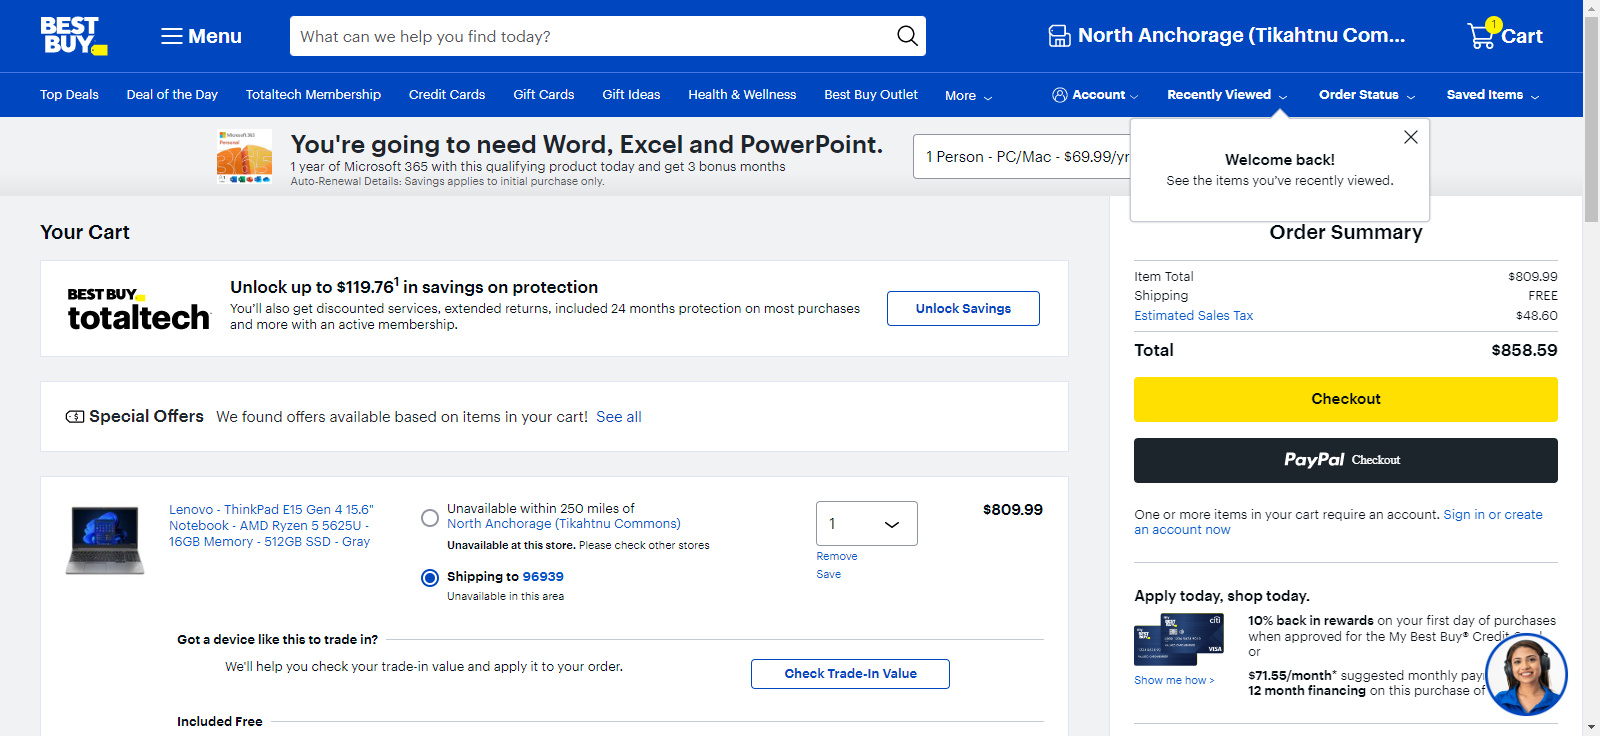 BEST BUY
Menu
What can we help you find today?
North Anchorage (Tikahtnu Com...
1
Cart
Top Deals
Deal of the Day
Totaltech Membership
Credit Cards
Gift Cards
Gift Ideas
Health & Wellness
Best Buy Outlet
More
Account
Recently Viewed
Order Status
Saved Items
Microsoft 365
Personal
You're going to need Word, Excel and PowerPoint.
1 year of Microsoft 365 with this qualifying product today and get 3 bonus months
Auto-Renewal Details: Savings applies to initial purchase only.
1 Person - PC/Mac - $69.99/yr
Welcome back!
See the items you've recently viewed.
Your Cart
BEST BUY
totaltech
Unlock up to $119.76¹ in savings on protection
You'll also get discounted services, extended returns, included 24 months protection on most purchases
and more with an active membership.
Unlock Savings
Special Offers
We found offers available based on items in your cart! See all
Lenovo - ThinkPad E15 Gen 4 15.6"
Notebook - AMD Ryzen 5 5625U -
16GB Memory - 512GB SSD - Gray
Unavailable within 250 miles of
North Anchorage (Tikahtnu Commons)
Unavailable at this store. Please check other stores
Shipping to 96939
Unavailable in this area
1
Remove
Save
$809.99
Got a device like this to trade in?
We'll help you check your trade-in value and apply it to your order.
Check Trade-In Value
Included Free
Order Summary
Item Total $809.99
Shipping FREE
Estimated Sales Tax $48.60
Total $858.59
Checkout
PayPal Checkout
One or more items in your cart require an account. Sign in or create
an account now
Apply today, shop today.
citi
BEST BUY
VISA
Show me how >
10% back in rewards on your first day of purchases
when approved for the My Best Buy® Credit Card
or
$71.55/month* suggested monthly
12 month financing on this purchase of